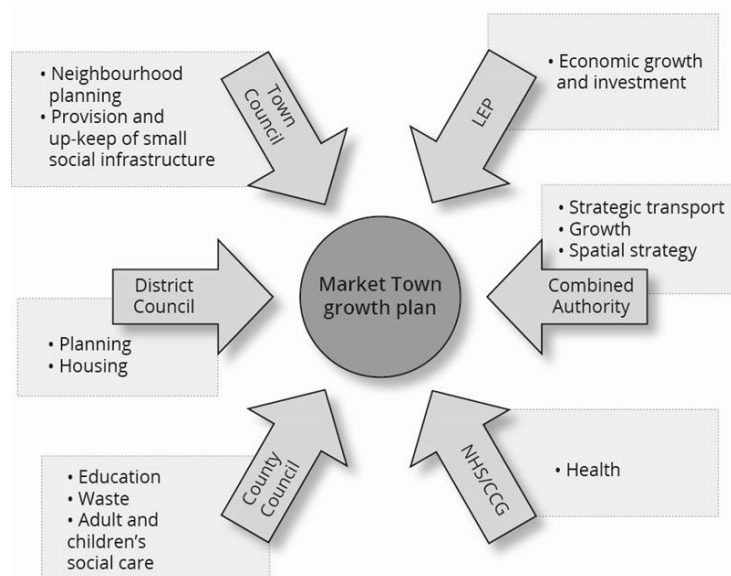 • Neighbourhood
planning
• Provision and
up-keep of small
social infrastructure
Town
Council
LEP
• Economic growth
and investment
• Strategic transport
• Growth
• Spatial strategy
District
Council
Market Town
growth plan
Combined
Authority
• Planning
• Housing
• Education
• Waste
• Adult and
children's
social care
County
Council
NHS/CCG
• Health